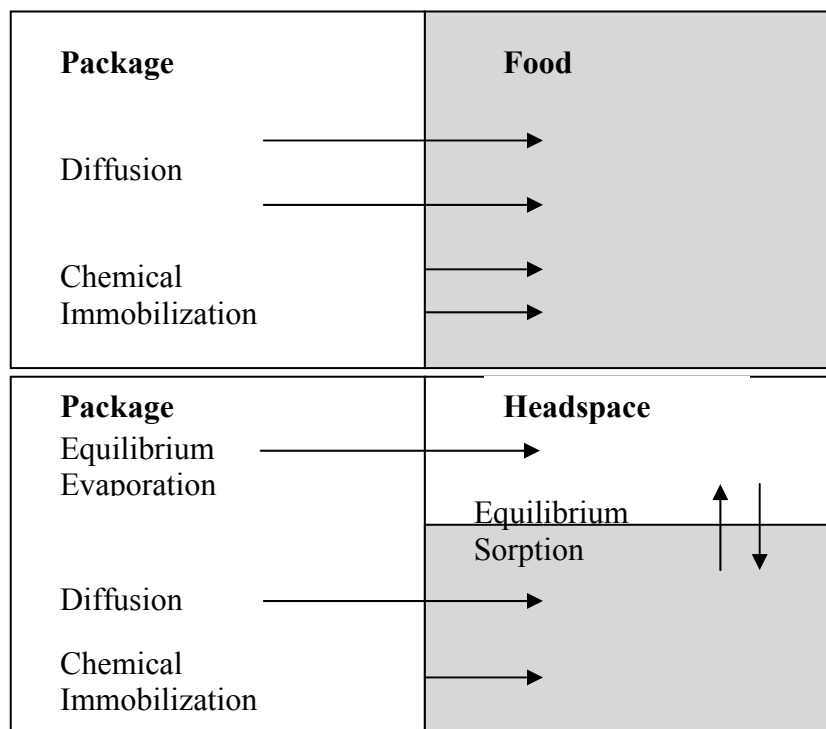 Package
Food
Diffusion
Chemical
Immobilization
Package
Headspace
Equilibrium
Evaporation
Equilibrium
Sorption
Diffusion
Chemical
Immobilization